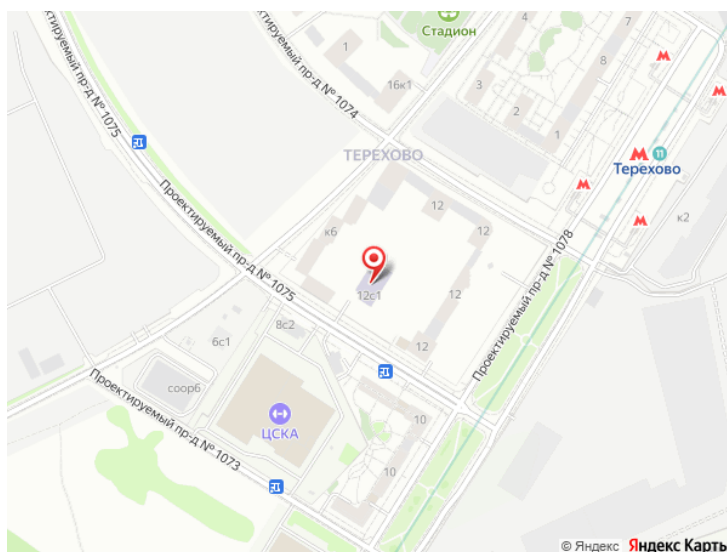 Стадион
1
16к1
3
2
7
8
1
Проектируемый пр-д № 1074
Проектируемый пр-д № 1075
ТЕРЕХОВО
11
Терехово
к2
12
12
к6
12с1
12
12
Проектируемый пр-д № 1075
Проектируемый пр-д № 1078
8с2
6с1
соор6
Проектируемый пр-д № 1073
ЦСКА
10
10
© Яндекс Яндекс Карты